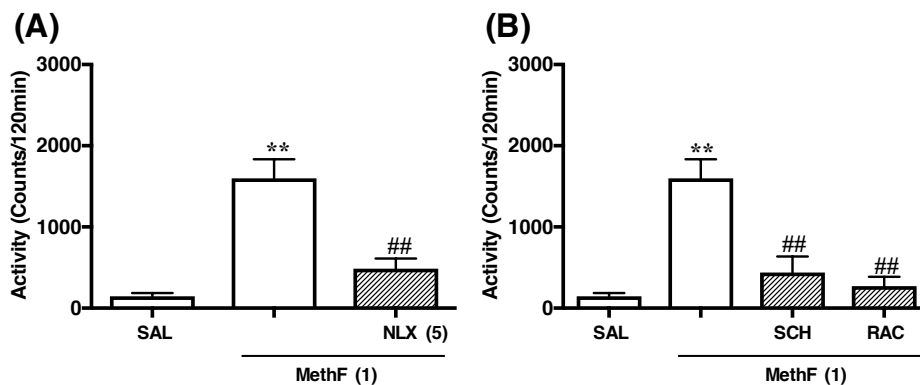 (A)
Activity (Counts/120min)
3000
2000
1000
0
**
##
SAL
NLX (5)
MethF (1)
(B)
Activity (Counts/120min)
3000
2000
1000
0
**
##
##
SAL
SCH
RAC
MethF (1)